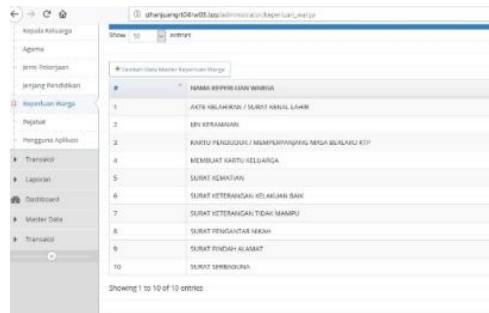 Kepala Keluarga
Agama
Jenis Pekerjaan
Jenjang Pendidikan
Keperluan Warga
Pejabat
Pengguna Aplikasi
Transaksi
Laporan
Dashboard
Master Data
Transaksi
Show 50 entries
Tambah Data Master Keperluan Warga
# NAMA KEPERLUAN WARGA
1 AKTE KELAHIRAN / SURAT KENAL LAHIR
2 IJIN KERAMAIAN
3 KARTU PENDUDUK / MEMPERPANJANG MASA BERLAKU KTP
4 MEMBUAT KARTU KELUARGA
5 SURAT KEMATIAN
6 SURAT KETERANGAN KELAKUAN BAIK
7 SURAT KETERANGAN TIDAK MAMPU
8 SURAT PENGANTAR NIKAH
9 SURAT PINDAH ALAMAT
10 SURAT SERBAGUNA
Showing 1 to 10 of 10 entries